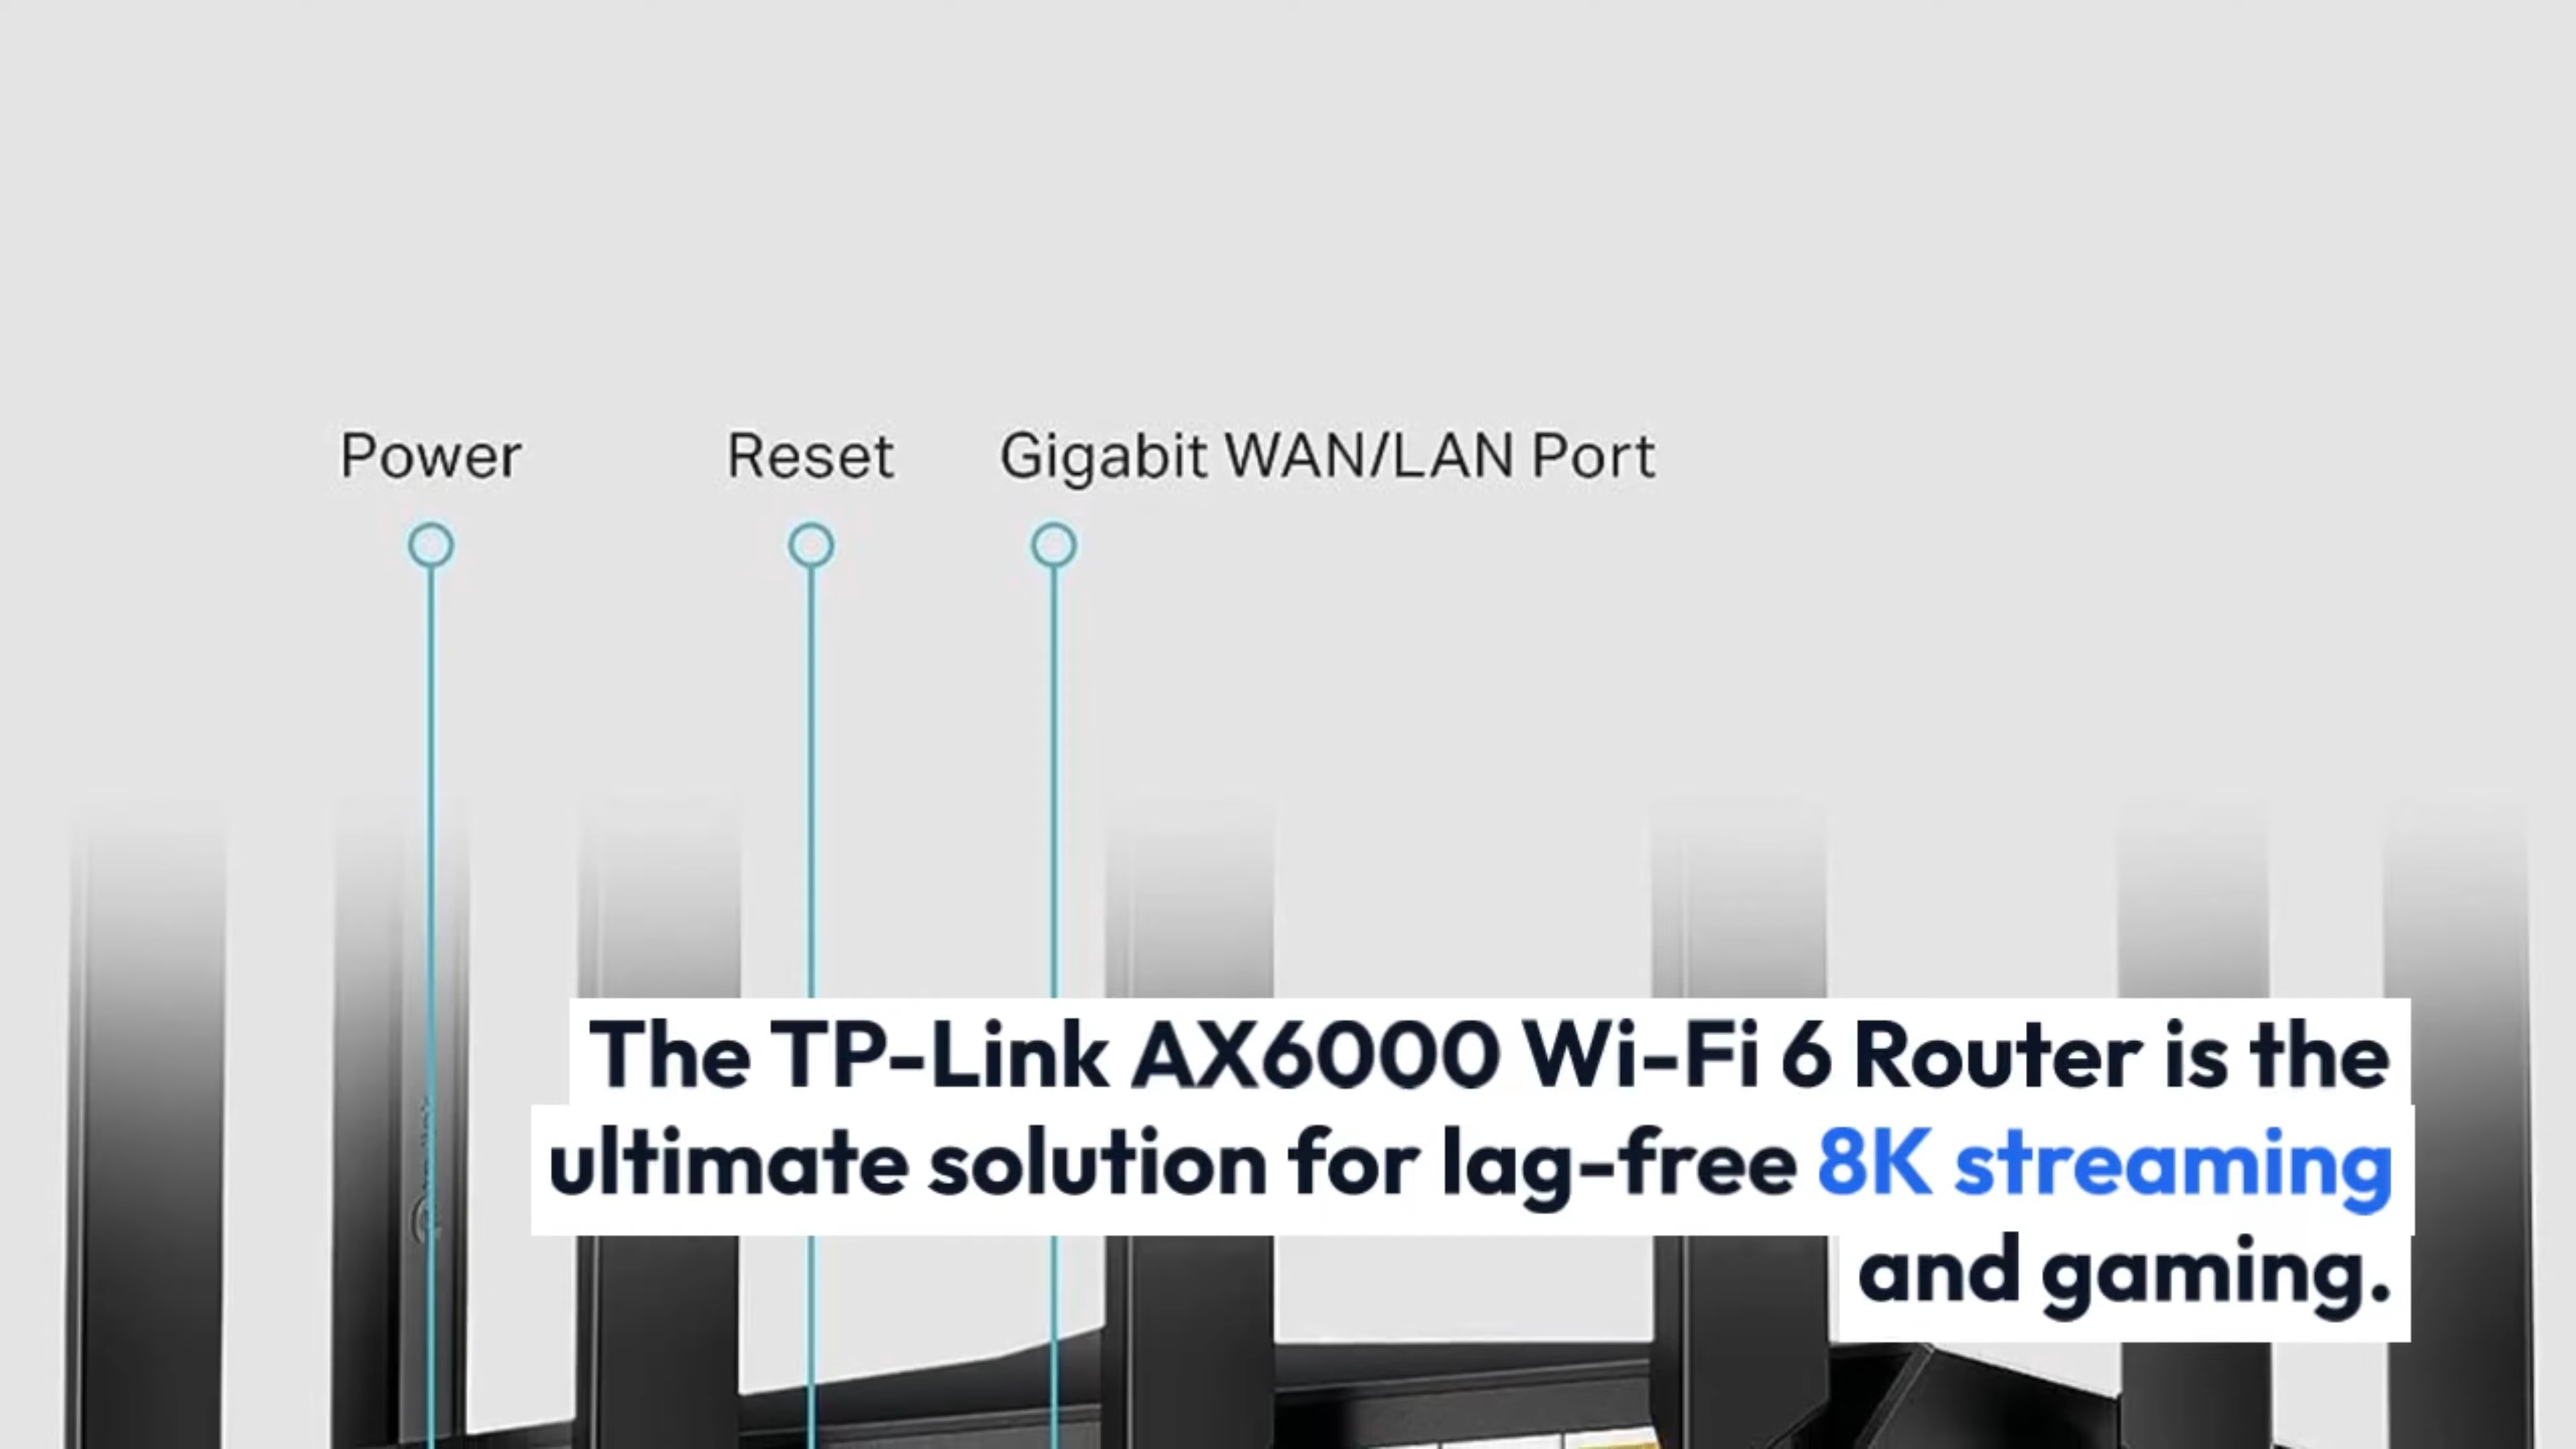 Power
Reset
Gigabit WAN/LAN Port
The TP-Link AX6000 Wi-Fi 6 Router is the
ultimate solution for lag-free 8K streaming
and gaming.